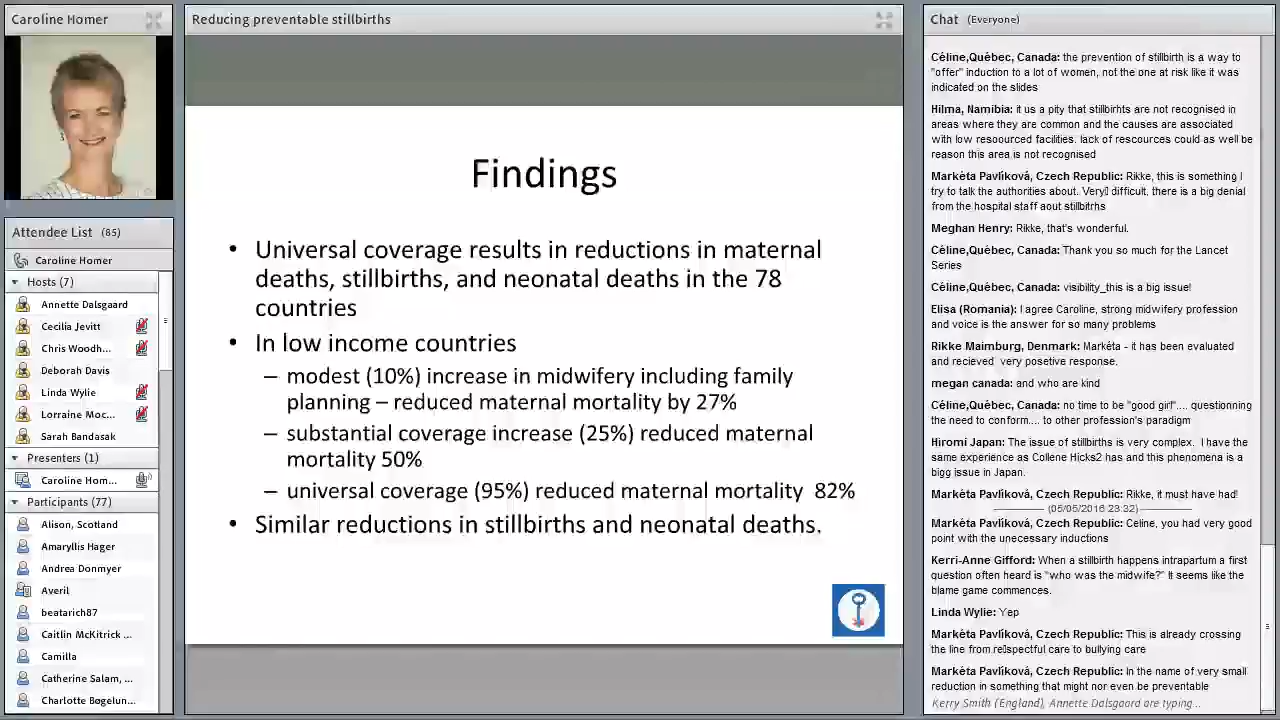 Caroline Homer
Attendee List (85)
Caroline Homer
Hosts (7)
Annette Dalsgaard
Cecilia Jevitt
Chris Woodh...
Deborah Davis
Linda Wylie
Lorraine Moc...
Sarah Bandasak
Presenters (1)
Caroline Hom...
Participants (77)
Alison, Scotland
Amaryllis Hager
Andrea Donmyer
Averil
beatarich87
Caitlin McKitrick ...
Camilla
Catherine Salam, ...
Charlotte Bøgelun...
Reducing preventable stillbirths
Findings
• Universal coverage results in reductions in maternal
deaths, stillbirths, and neonatal deaths in the 78
countries
• In low income countries
– modest (10%) increase in midwifery including family
planning – reduced maternal mortality by 27%
– substantial coverage increase (25%) reduced maternal
mortality 50%
– universal coverage (95%) reduced maternal mortality 82%
• Similar reductions in stillbirths and neonatal deaths.
Chat (Everyone)
Céline,Québec, Canada: the prevention of stillbirth is a way to
"offer" induction to a lot of women, not the one at risk like it was
indicated on the slides
Hilma, Namibia: it us a pity that stillbirhts are not recognised in
areas where they are common and the causes are associated
with low resoourced facilities. lack of rescources could as well be
reason this area is not recognised
Markéta Pavlíková, Czech Republic: Rikke, this is something I
try to talk the authorities about. Very difficult, there is a big denial
from the hospital staff aout stillbitrhs
Meghan Henry: Rikke, that's wonderful.
Céline,Québec, Canada: Thank you so much for the Lancet
Series
Céline,Québec, Canada: visibility_this is a big issue!
Elisa (Romania): I agree Caroline, strong midwifery profession
and voice is the answer for so many problems
Rikke Maimburg, Denmark: Markéta - it has been evaluated
and recieved very posetive response.
megan canada: and who are kind
Céline,Québec, Canada: no time to be "good girl".... questionning
the need to conform.... to other profession's paradigm
Hiromi Japan: The issue of stillbirths is very complex. I have the
same experience as Collene Hicks2 has and this phenomena is a
bigg issue in Japan.
Markéta Pavlíková, Czech Republic: Rikke, it must have had!
(05/05/2016 23:32)
Markéta Pavlíková, Czech Republic: Celine, you had very good
point with the unecessary inductions
Kerri-Anne Gifford: When a stillbirth happens intrapartum a first
question often heard is "who was the midwife?" It seems like the
blame game commences.
Linda Wylie: Yep
Markéta Pavlíková, Czech Republic: This is already crossing
the line from respectful care to bullying care
Markéta Pavlíková, Czech Republic: In the name of very small
reduction in something that might nor even be preventable
Kerry Smith (England), Annette Dalsgaard are typing...